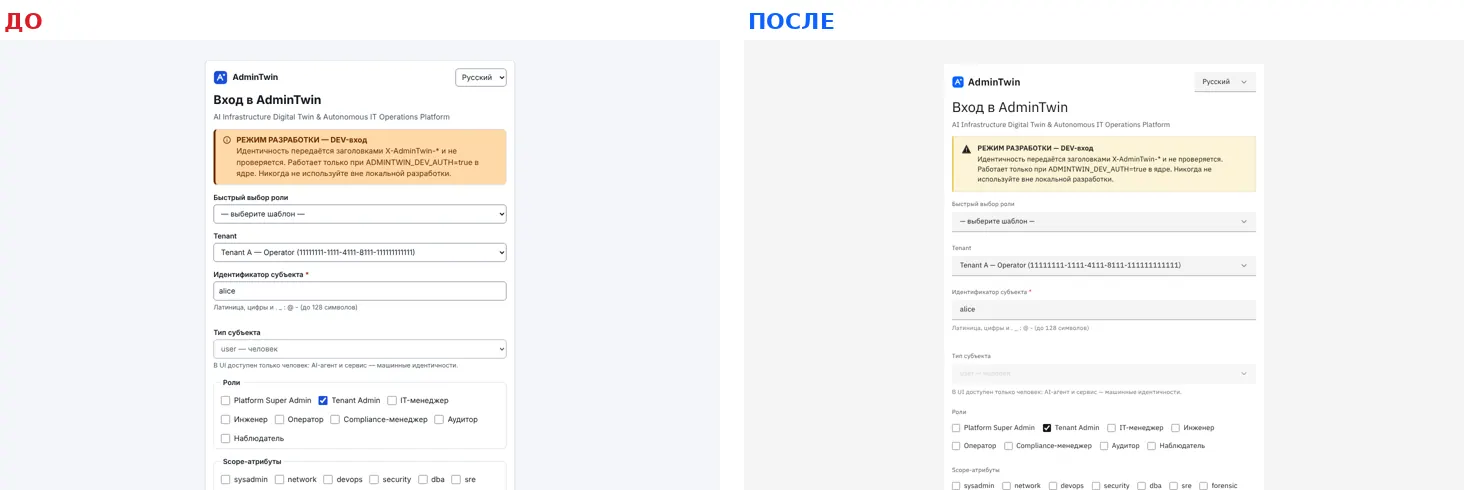 ДО
AdminTwin
Русский
Вход в AdminTwin
AI Infrastructure Digital Twin & Autonomous IT Operations Platform
РЕЖИМ РАЗРАБОТКИ — DEV-вход
Идентичность передаётся заголовками X-AdminTwin-* и не
проверяется. Работает только при ADMINTWIN_DEV_AUTH=true в
ядре. Никогда не используйте вне локальной разработки.
Быстрый выбор роли
— выберите шаблон —
Tenant
Tenant A — Operator (11111111-1111-4111-8111-111111111111)
Идентификатор субъекта *
alice
Латиница, цифры и . _ : @ - (до 128 символов)
Тип субъекта
user — человек
В UI доступен только человек: AI-агент и сервис — машинные идентичности.
Роли
Platform Super Admin Tenant Admin IT-менеджер
Инженер Оператор Compliance-менеджер Аудитор
Наблюдатель
Scope-атрибуты
sysadmin network devops security dba sre
ПОСЛЕ
AdminTwin
Русский
Вход в AdminTwin
AI Infrastructure Digital Twin & Autonomous IT Operations Platform
РЕЖИМ РАЗРАБОТКИ — DEV-вход
Идентичность передаётся заголовками X-AdminTwin-* и не проверяется.
Работает только при ADMINTWIN_DEV_AUTH=true в ядре. Никогда не
используйте вне локальной разработки.
Быстрый выбор роли
— выберите шаблон —
Tenant
Tenant A — Operator (11111111-1111-4111-8111-111111111111)
Идентификатор субъекта *
alice
Латиница, цифры и . _ : @ - (до 128 символов)
Тип субъекта
user — человек
В UI доступен только человек: AI-агент и сервис — машинные идентичности.
Роли
Platform Super Admin Tenant Admin IT-менеджер Инженер
Оператор Compliance-менеджер Аудитор Наблюдатель
Scope-атрибуты
sysadmin network devops security dba sre forensic